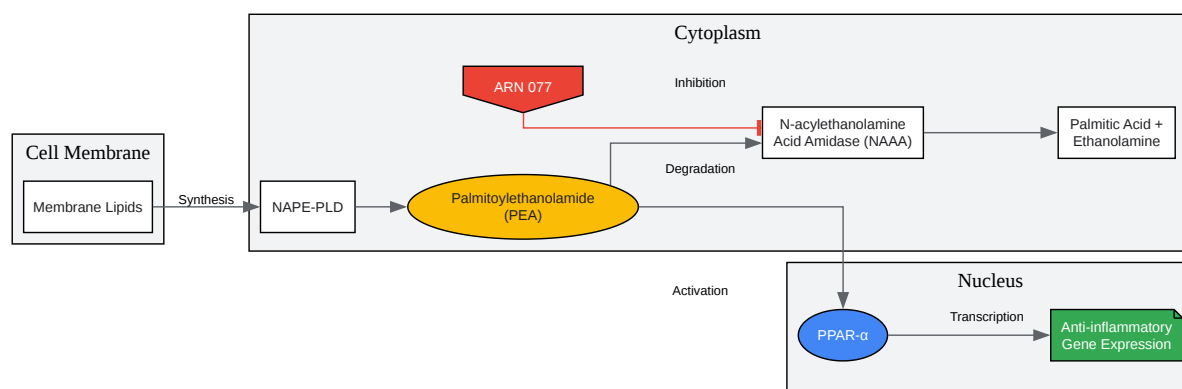 Cytoplasm
ARN 077
Inhibition
N-acylethanolamine
Acid Amidase (NAAA)
Palmitic Acid +
Ethanolamine
Cell Membrane
Degradation
Membrane Lipids
Synthesis
NAPE-PLD
Palmitoylethanolamide
(PEA)
Activation
Nucleus
PPAR-α
Transcription
Anti-inflammatory
Gene Expression